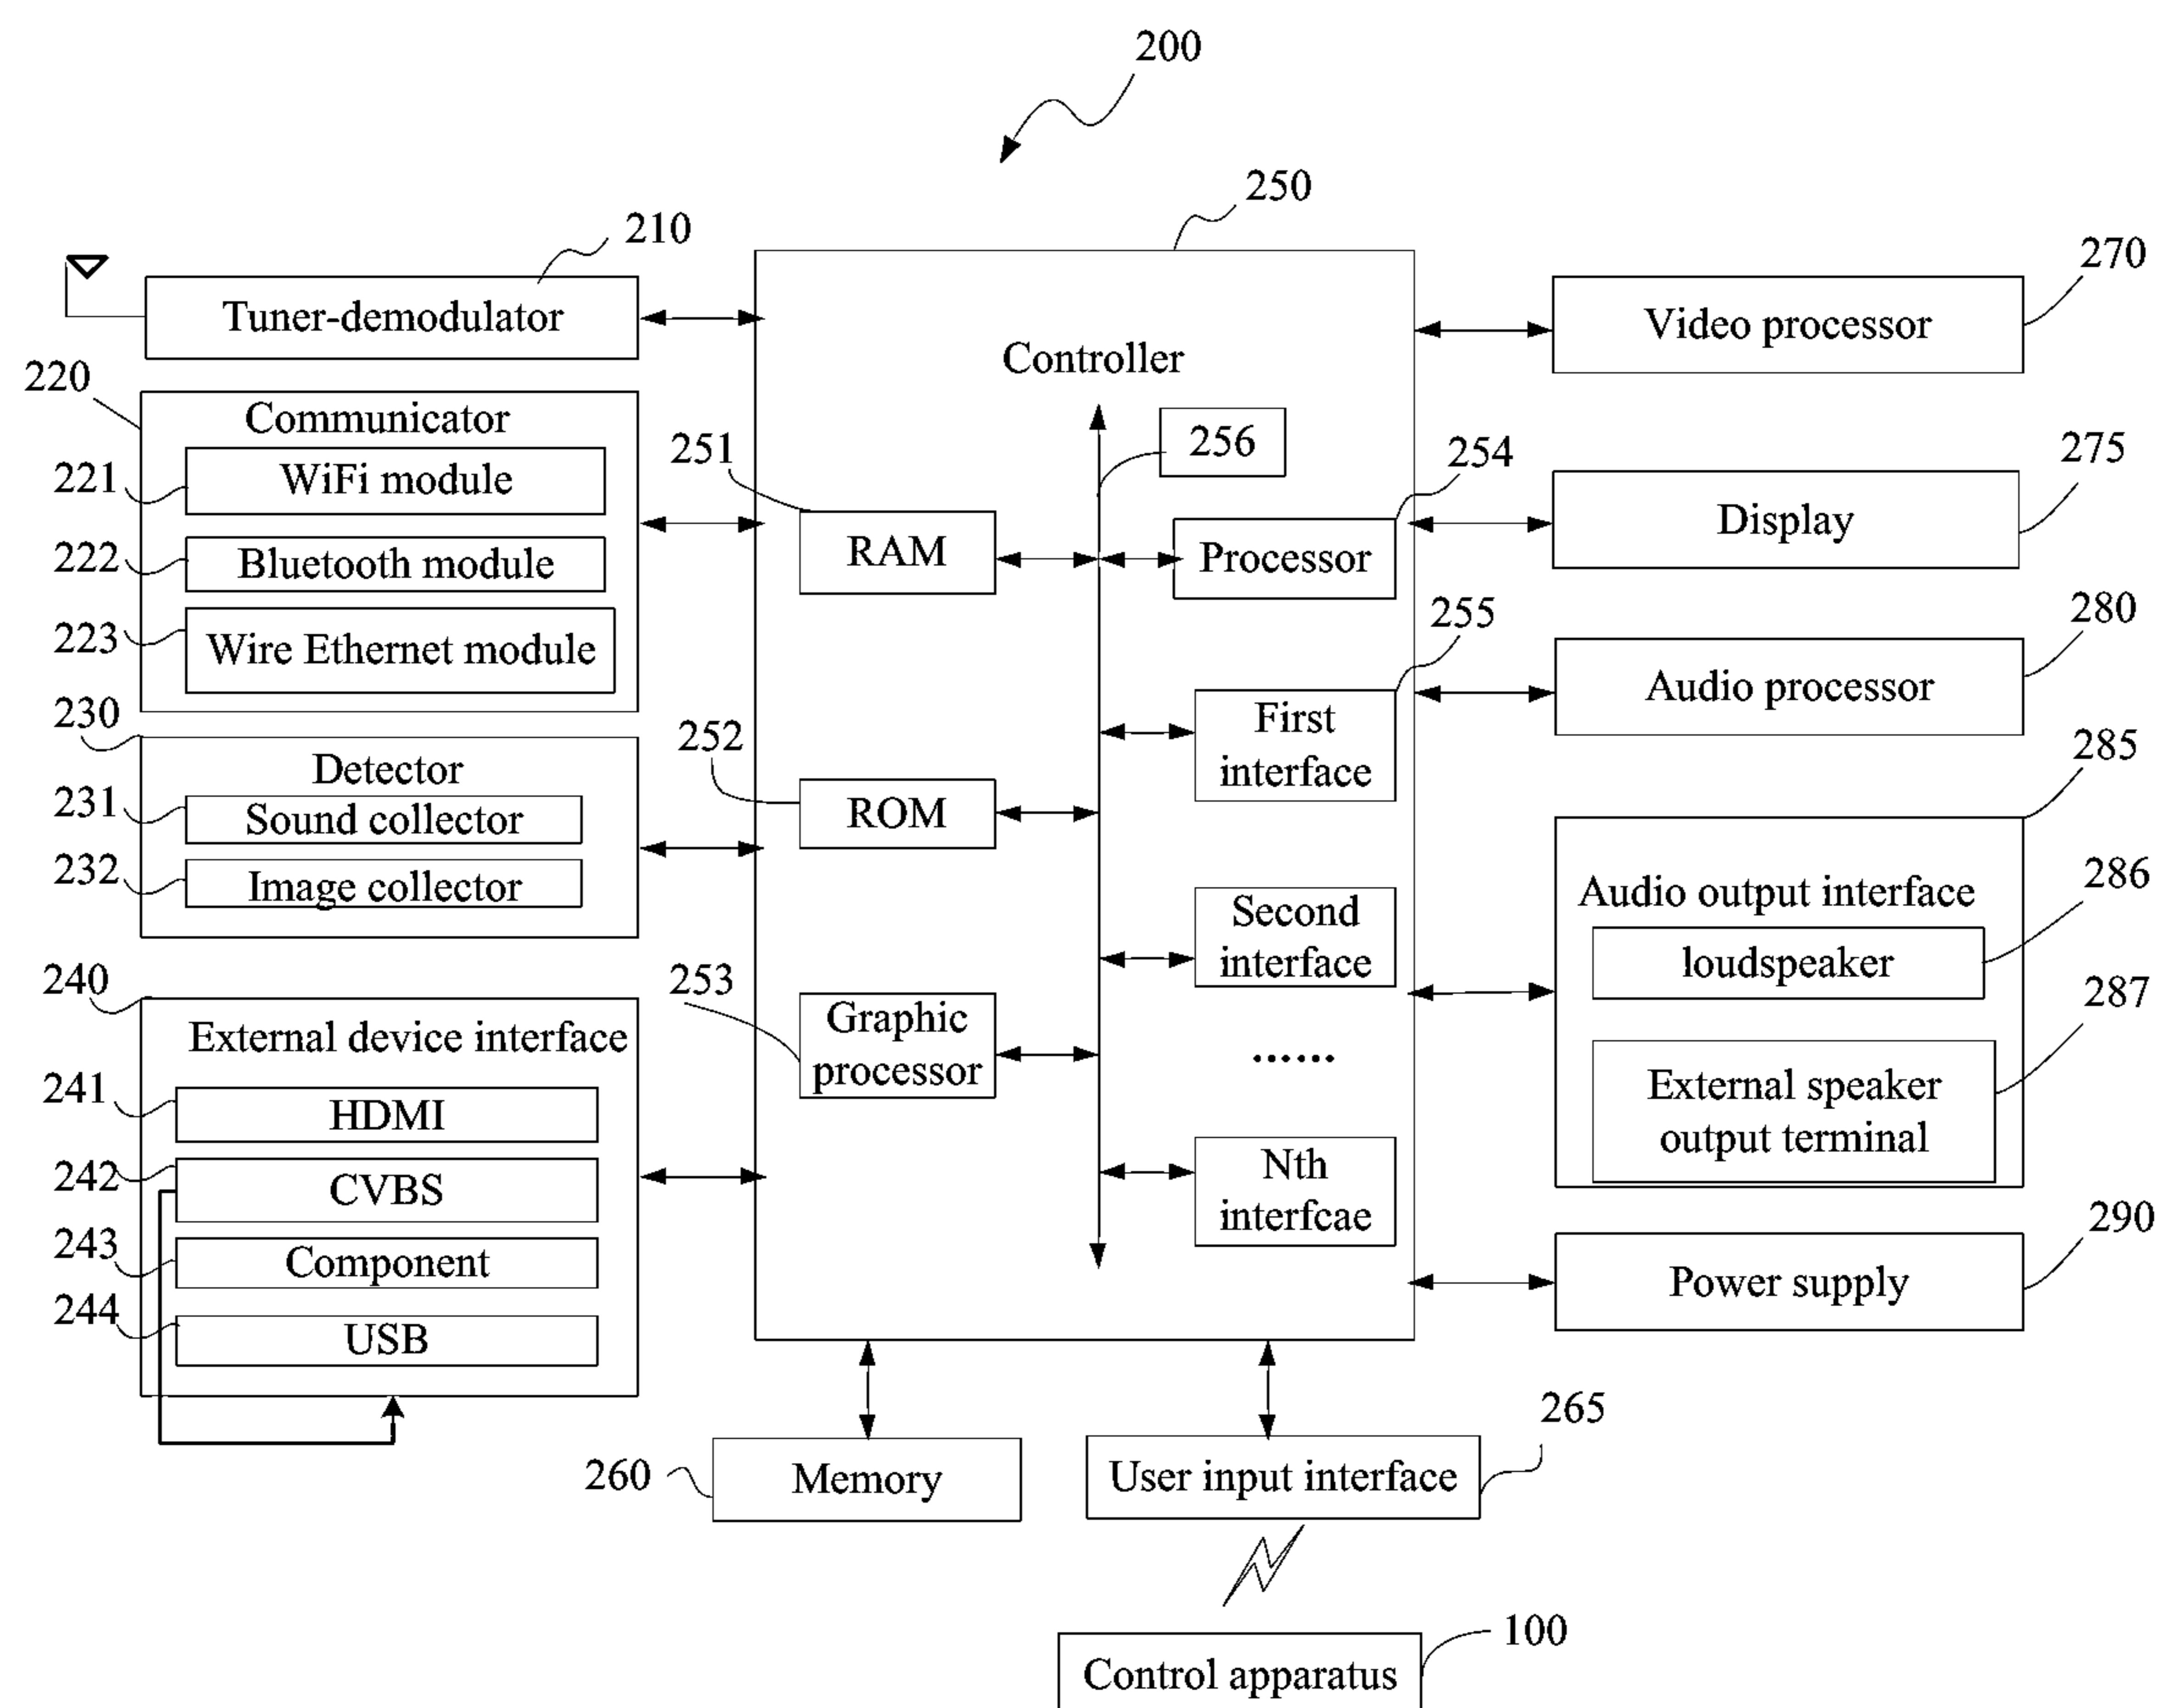 200
250
210
Tuner-demodulator
220
Communicator
221
WiFi module
222
Bluetooth module
223
Wire Ethernet module
230
Detector
231
Sound collector
232
Image collector
240
External device interface
241
HDMI
242
CVBS
243
Component
244
USB
Controller
256
251
RAM
254
Processor
255
First
interface
252
ROM
Second
interface
253
Graphic
processor
......
Nth
interfcae
270
Video processor
275
Display
280
Audio processor
285
Audio output interface
286
loudspeaker
287
External speaker
output terminal
290
Power supply
260
Memory
265
User input interface
100
Control apparatus